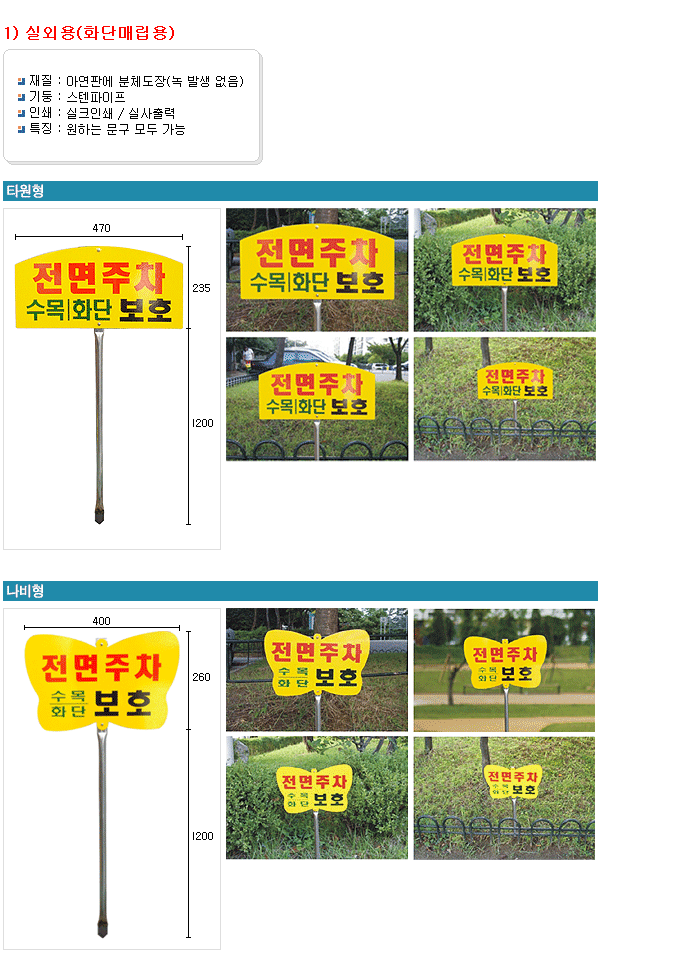 1) 실외용(화단매립용)
재질 : 아연판에 분체도장(녹 발생 없음)
기둥 : 스텐파이프
인쇄 : 실크인쇄 / 실사출력
특징 : 원하는 문구 모두 가능
타원형
470
전면주차
수목|화단 보호
235
1200
전면주차
수목|화단 보호
전면주차
수목|화단 보호
전면주차
수목|화단 보호
전면주차
수목|화단 보호
나비형
400
전면주차
수목
화단 보호
260
1200
전면주차
수목
화단 보호
전면주차
수목
화단 보호
전면주차
수목
화단 보호
전면주차
수목
화단 보호